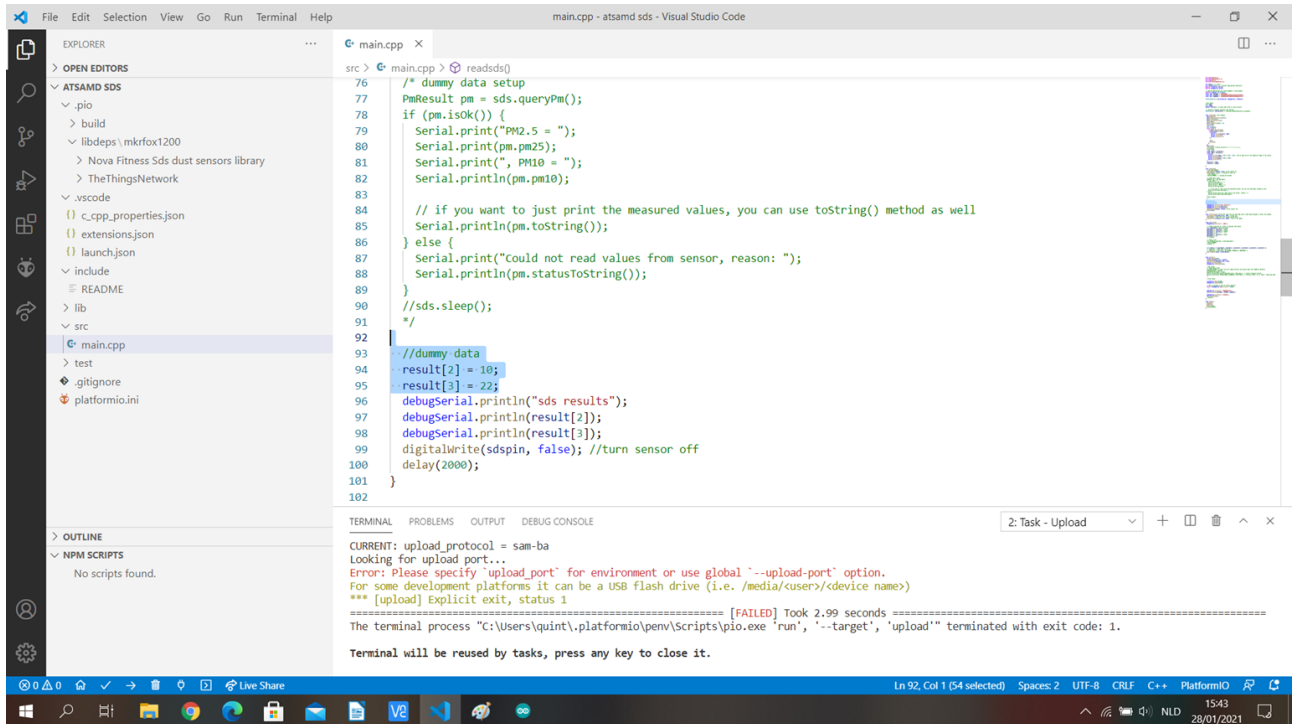 File Edit Selection View Go Run Terminal Help
main.cpp - atsamd sds - Visual Studio Code
EXPLORER
OPEN EDITORS
ATSAMD SDS
.pio
build
libdeps \ mkrfox1200
Nova Fitness Sds dust sensors library
TheThingsNetwork
.vscode
{} c_cpp_properties.json
{} extensions.json
{} launch.json
include
README
lib
src
main.cpp
test
.gitignore
platformio.ini
OUTLINE
NPM SCRIPTS
No scripts found.
main.cpp
src > main.cpp > readsds()
76 /* dummy data setup
77 PmResult pm = sds.queryPm();
78 if (pm.isOk()) {
79 Serial.print("PM2.5 = ");
80 Serial.print(pm.pm25);
81 Serial.print(", PM10 = ");
82 Serial.println(pm.pm10);
83
84 // if you want to just print the measured values, you can use toString() method as well
85 Serial.println(pm.toString());
86 } else {
87 Serial.print("Could not read values from sensor, reason: ");
88 Serial.println(pm.statusToString());
89 }
90 //sds.sleep();
91 */
92
93 //dummy data
94 result[2] = 10;
95 result[3] = 22;
96 debugSerial.println("sds results");
97 debugSerial.println(result[2]);
98 debugSerial.println(result[3]);
99 digitalWrite(sdspin, false); //turn sensor off
100 delay(2000);
101 }
102
TERMINAL PROBLEMS OUTPUT DEBUG CONSOLE
2: Task - Upload
CURRENT: upload_protocol = sam-ba
Looking for upload port...
Error: Please specify `upload_port` for environment or use global `--upload-port` option.
For some development platforms it can be a USB flash drive (i.e. /media/<user>/<device name>)
*** [upload] Explicit exit, status 1
========================================================= [FAILED] Took 2.99 seconds =========================================================
The terminal process "C:\Users\quint\.platformio\penv\Scripts\pio.exe 'run', '--target', 'upload'" terminated with exit code: 1.
Terminal will be reused by tasks, press any key to close it.
0 0 Live Share
Ln 92, Col 1 (54 selected) Spaces: 2 UTF-8 CRLF C++ PlatformIO
NLD
15:43
28/01/2021